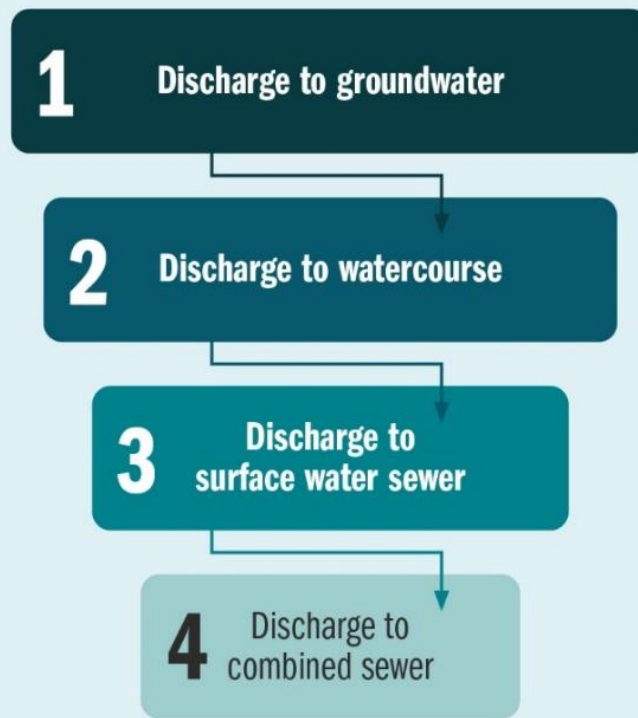 1 Discharge to groundwater
2 Discharge to watercourse
3 Discharge to
surface water sewer
4 Discharge to
combined sewer